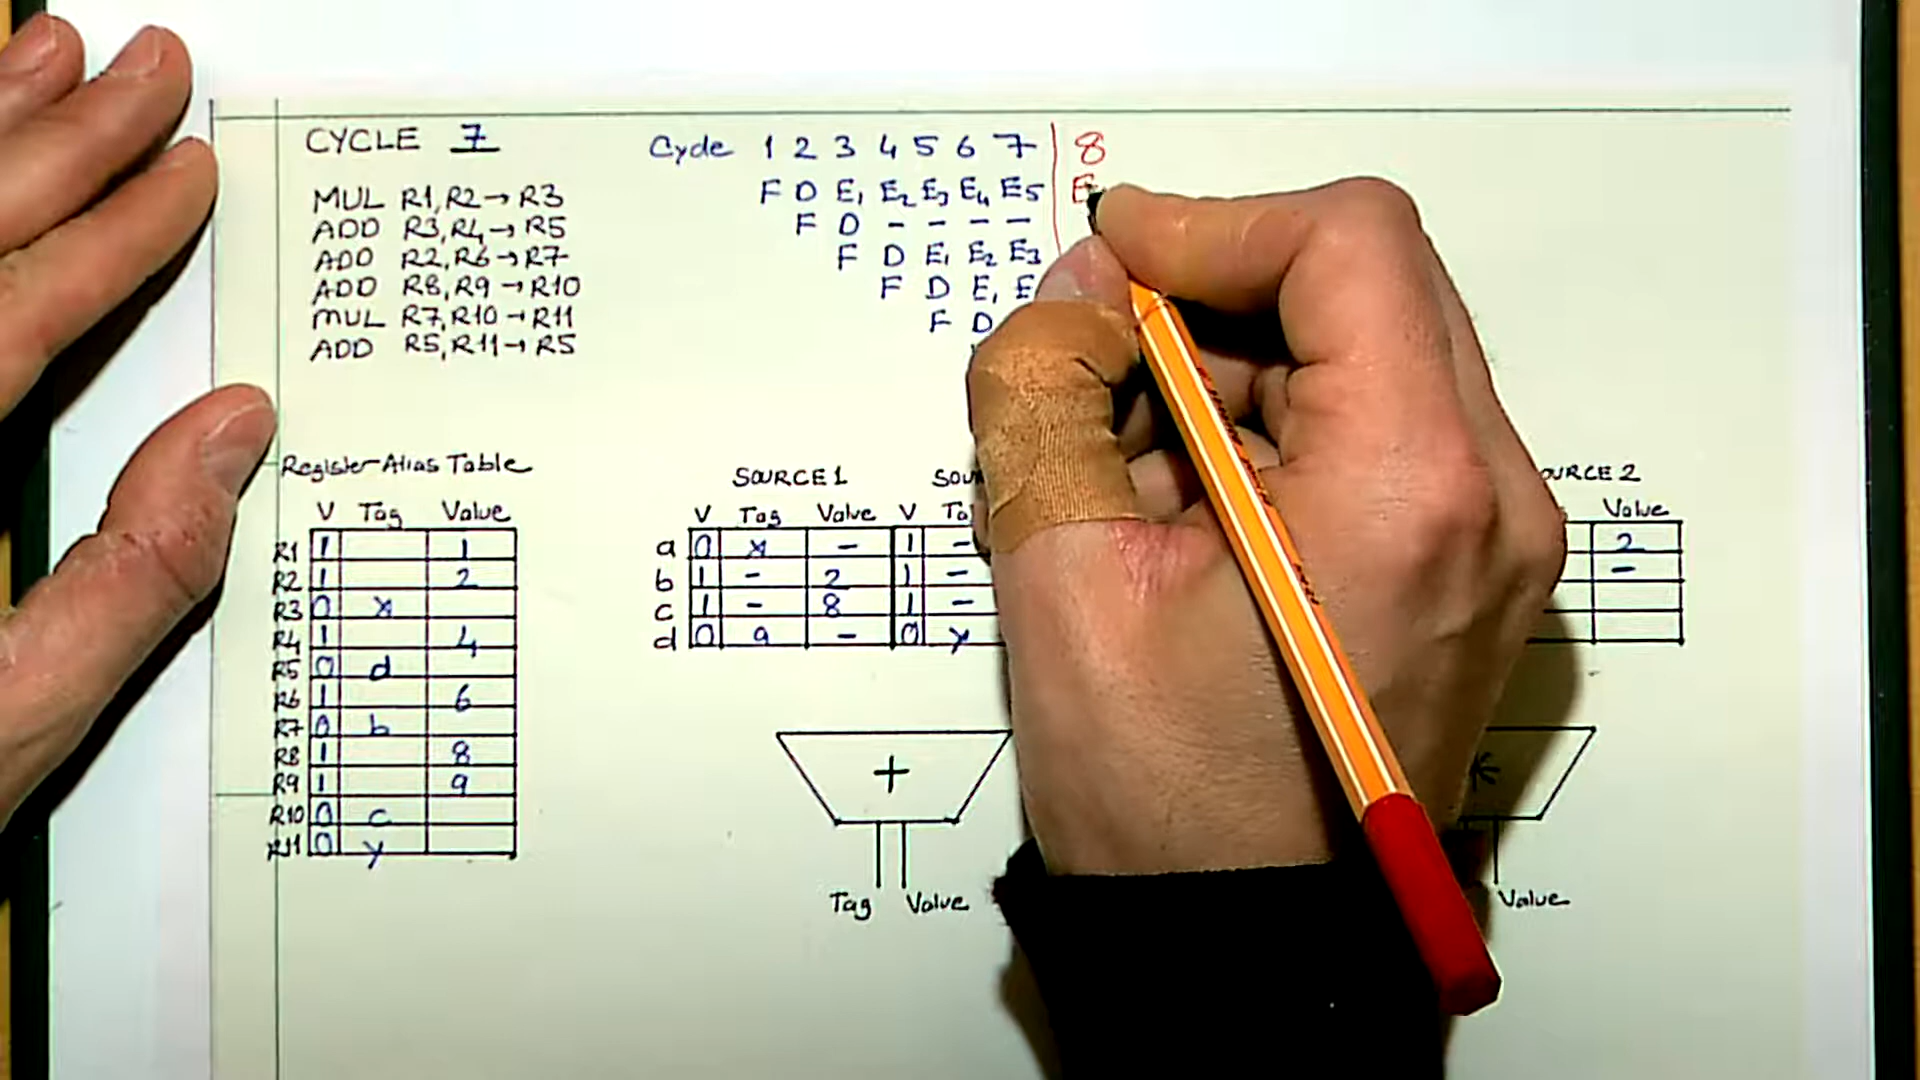 CYCLE 7
MUL R1,R2→R3
ADD R3,R4→R5
ADD R2,R6→R7
ADD R8,R9→R10
MUL R7,R10→R11
ADD R5,R11→R5
Cycle 1 2 3 4 5 6 7 8
F D E1 E2 E3 E4 E5 E
F D - - - -
F D E1 E2 E3
F D E1 E
F D
Register Alias Table
V Tag Value
R1 1 1
R2 1 2
R3 0 x
R4 1 4
R5 0 d
R6 1 6
R7 0 b
R8 1 8
R9 1 9
R10 0 c
R11 0 y
SOURCE 1
V Tag Value V
a 0 x - 1 -
b 1 - 2 1 -
c 1 - 8 1 -
d 0 a - 0 y
+
Tag Value
SOURCE 2
Value
2
-
*
Value